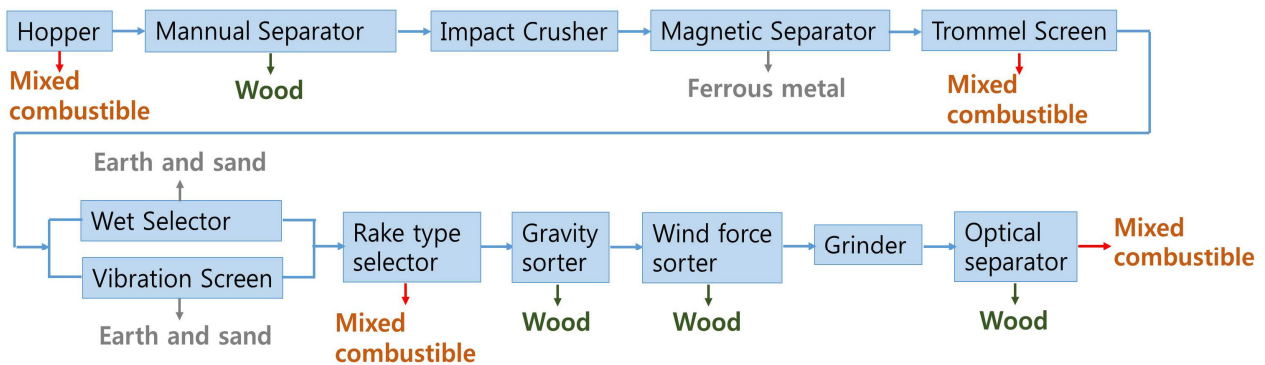 Hopper
Mannual Separator
Impact Crusher
Magnetic Separator
Trommel Screen
Mixed
combustible
Wood
Ferrous metal
Mixed
combustible
Earth and sand
Wet Selector
Vibration Screen
Earth and sand
Rake type
selector
Mixed
combustible
Gravity
sorter
Wood
Wind force
sorter
Wood
Grinder
Optical
separator
Wood
Mixed
combustible